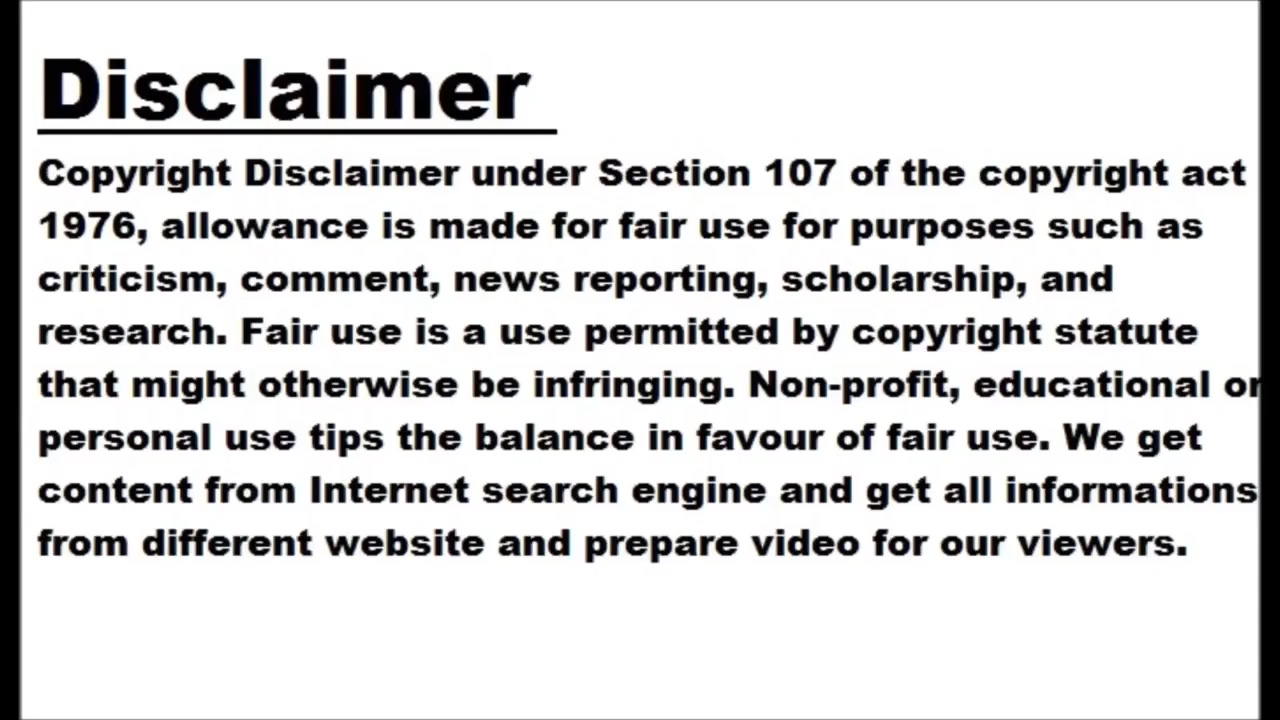 Disclaimer
Copyright Disclaimer under Section 107 of the copyright act
1976, allowance is made for fair use for purposes such as
criticism, comment, news reporting, scholarship, and
research. Fair use is a use permitted by copyright statute
that might otherwise be infringing. Non-profit, educational or
personal use tips the balance in favour of fair use. We get
content from Internet search engine and get all informations
from different website and prepare video for our viewers.